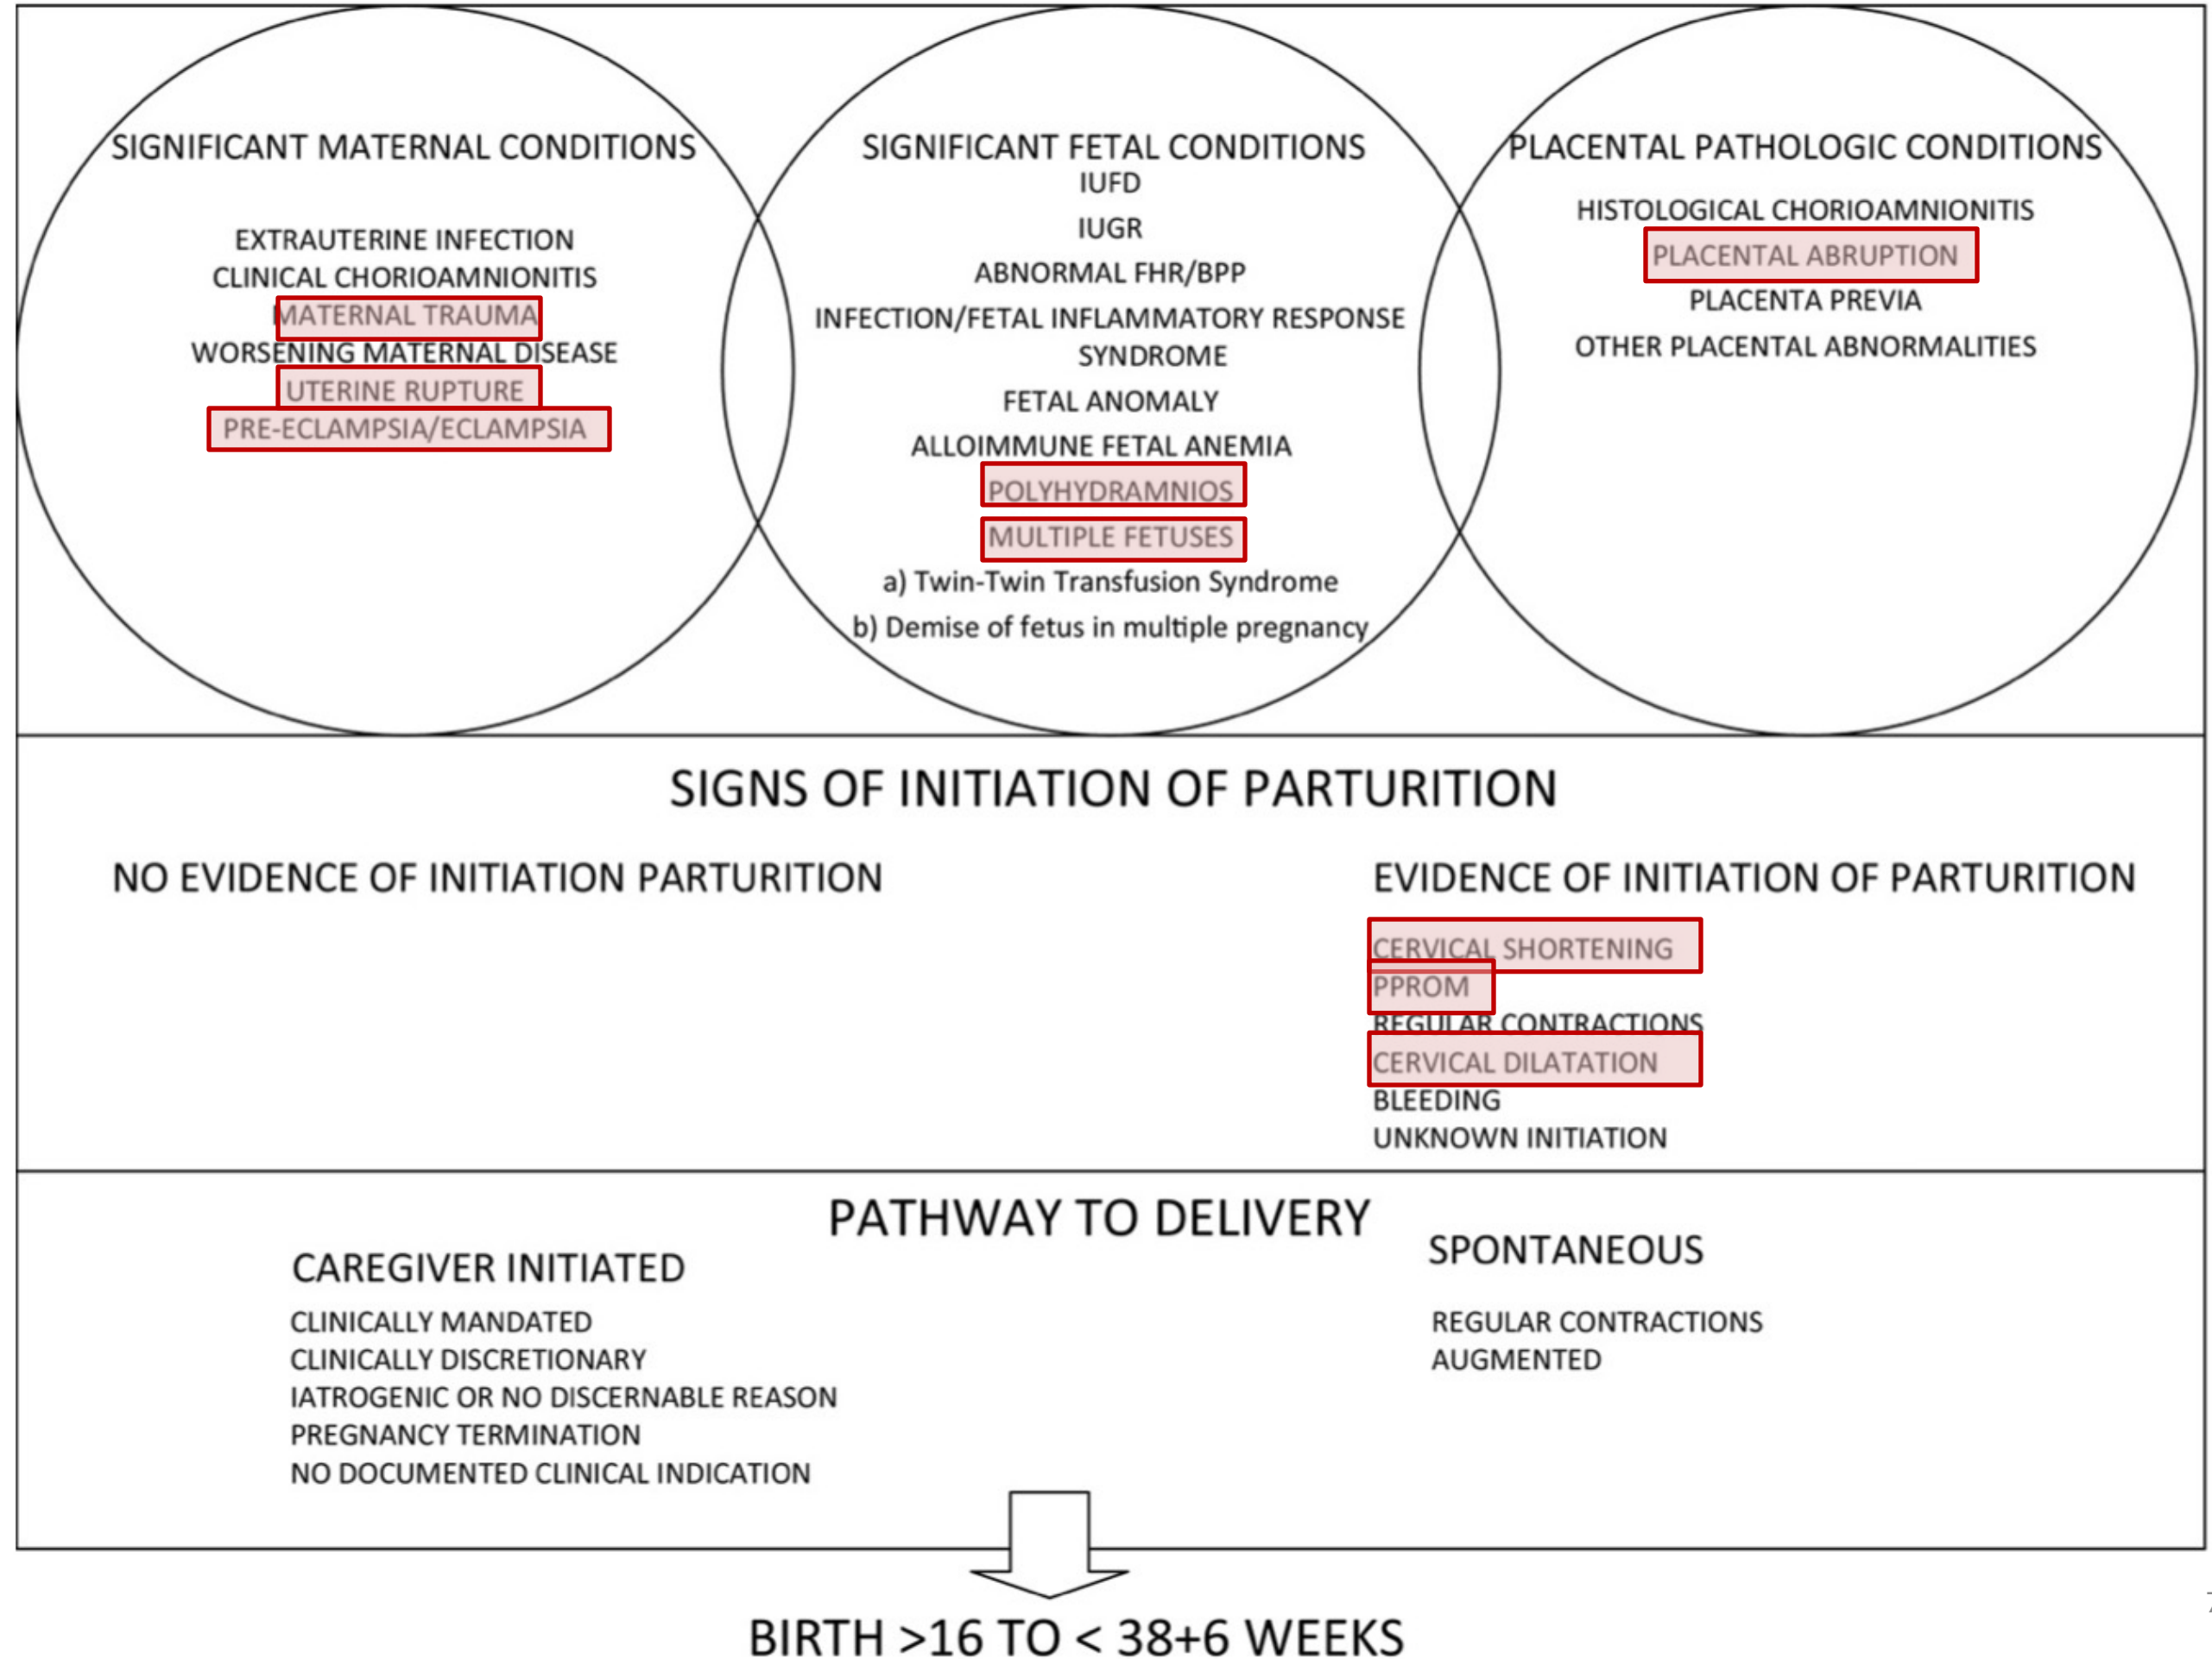 SIGNIFICANT MATERNAL CONDITIONS
EXTRAUTERINE INFECTION
CLINICAL CHORIOAMNIONITIS
MATERNAL TRAUMA
WORSENING MATERNAL DISEASE
UTERINE RUPTURE
PRE-ECLAMPSIA/ECLAMPSIA
SIGNIFICANT FETAL CONDITIONS
IUFD
IUGR
ABNORMAL FHR/BPP
INFECTION/FETAL INFLAMMATORY RESPONSE
SYNDROME
FETAL ANOMALY
ALLOIMMUNE FETAL ANEMIA
POLYHYDRAMNIOS
MULTIPLE FETUSES
a) Twin-Twin Transfusion Syndrome
b) Demise of fetus in multiple pregnancy
PLACENTAL PATHOLOGIC CONDITIONS
HISTOLOGICAL CHORIOAMNIONITIS
PLACENTAL ABRUPTION
PLACENTA PREVIA
OTHER PLACENTAL ABNORMALITIES
SIGNS OF INITIATION OF PARTURITION
NO EVIDENCE OF INITIATION PARTURITION
EVIDENCE OF INITIATION OF PARTURITION
CERVICAL SHORTENING
PPROM
REGULAR CONTRACTIONS
CERVICAL DILATATION
BLEEDING
UNKNOWN INITIATION
PATHWAY TO DELIVERY
CAREGIVER INITIATED
CLINICALLY MANDATED
CLINICALLY DISCRETIONARY
IATROGENIC OR NO DISCERNABLE REASON
PREGNANCY TERMINATION
NO DOCUMENTED CLINICAL INDICATION
SPONTANEOUS
REGULAR CONTRACTIONS
AUGMENTED
BIRTH >16 TO < 38+6 WEEKS